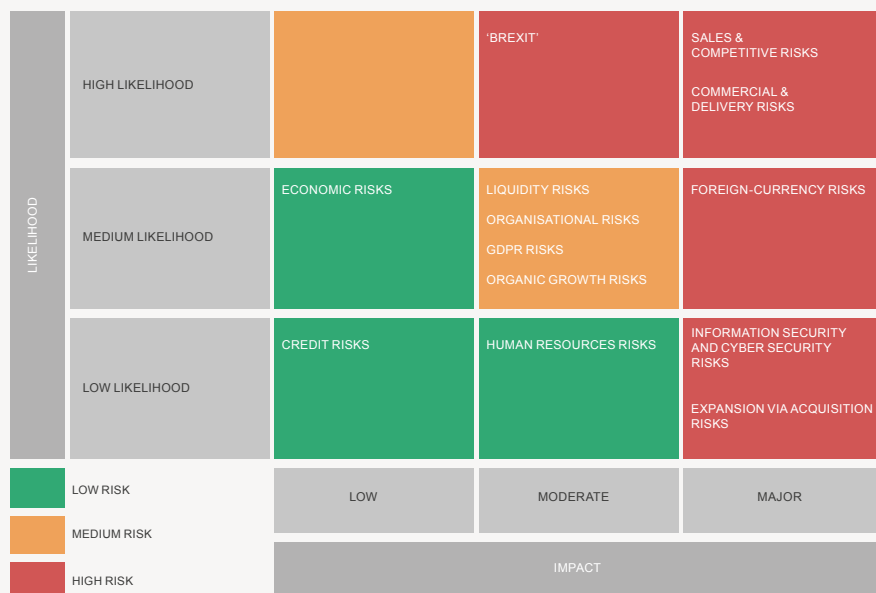 HIGH LIKELIHOOD
‘BREXIT’
SALES &
COMPETITIVE RISKS
COMMERCIAL &
DELIVERY RISKS
LIKELIHOOD
MEDIUM LIKELIHOOD
ECONOMIC RISKS
LIQUIDITY RISKS
ORGANISATIONAL RISKS
GDPR RISKS
ORGANIC GROWTH RISKS
FOREIGN-CURRENCY RISKS
LOW LIKELIHOOD
CREDIT RISKS
HUMAN RESOURCES RISKS
INFORMATION SECURITY
AND CYBER SECURITY
RISKS
EXPANSION VIA ACQUISITION
RISKS
LOW RISK
MEDIUM RISK
HIGH RISK
LOW
MODERATE
MAJOR
IMPACT